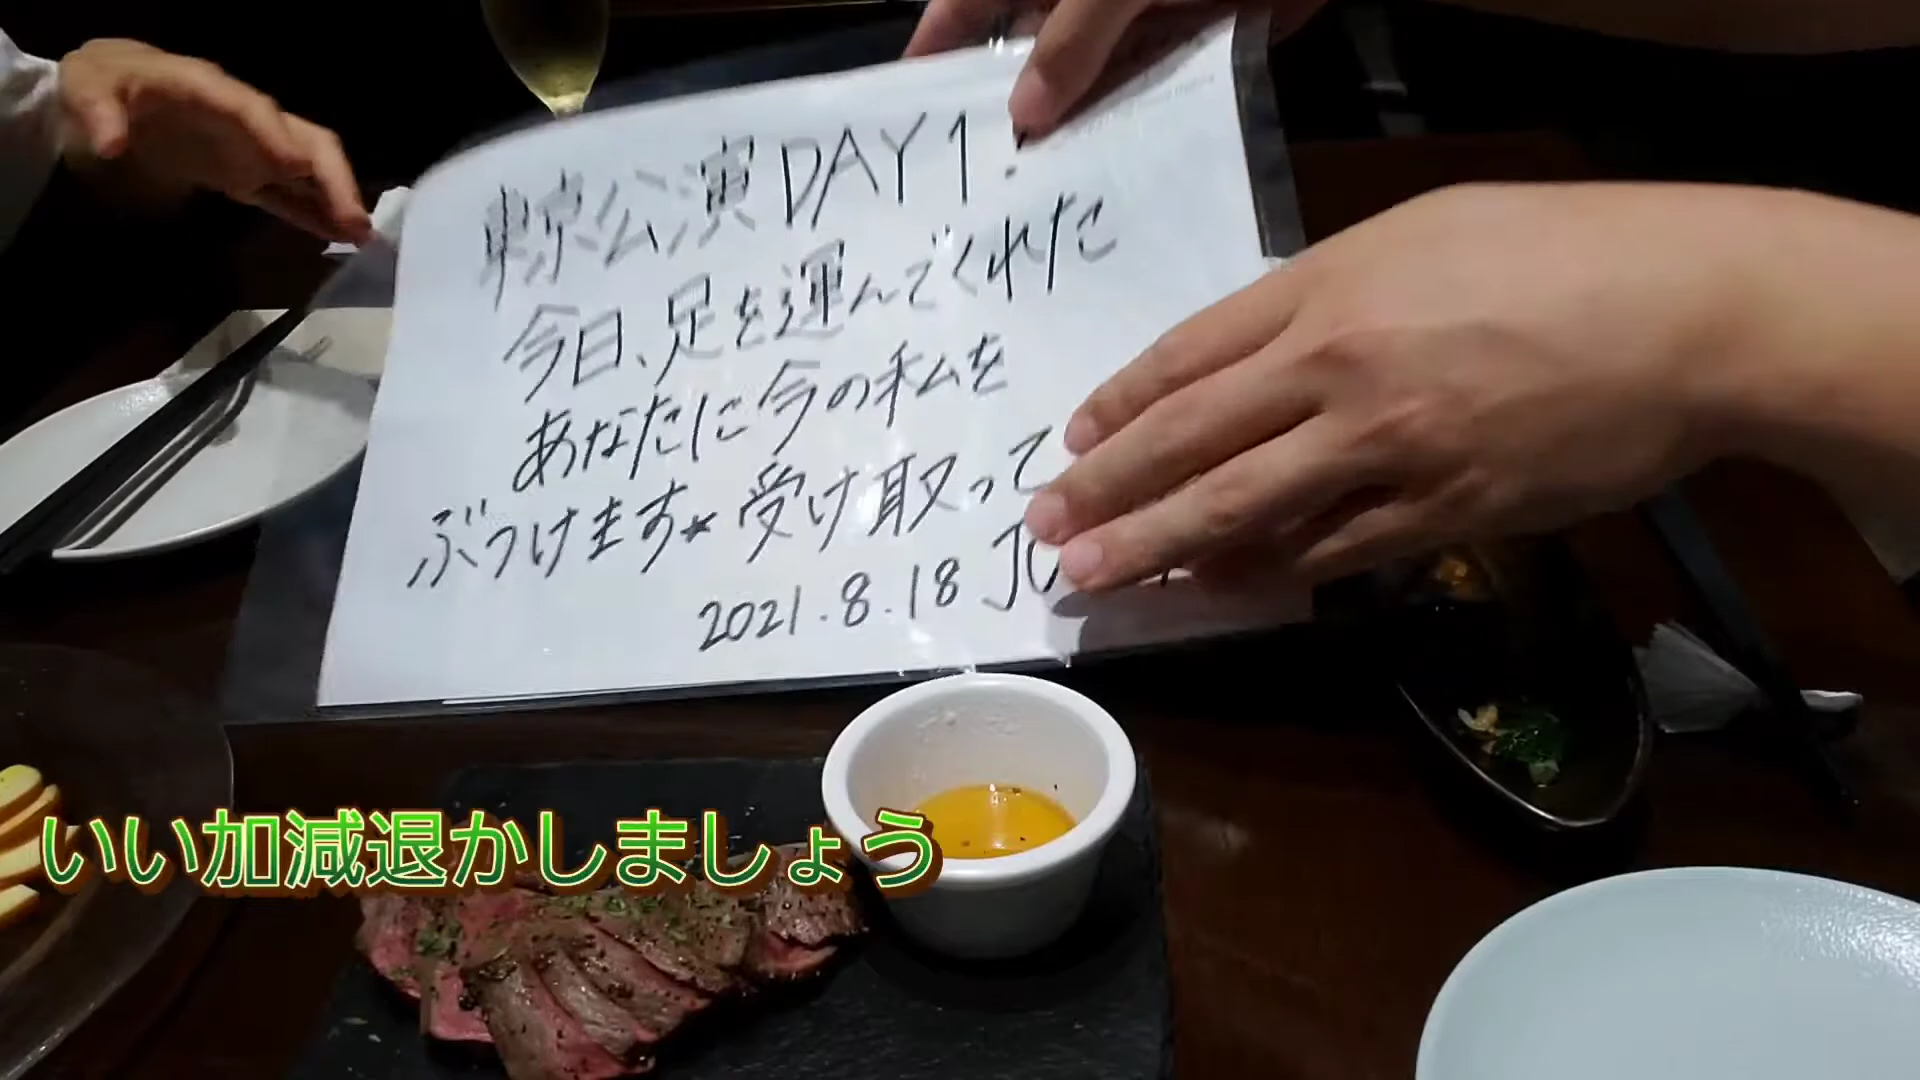 東京公演DAY1!
今日、足を運んでくれた
あなたに今の私を
ぶつけます★受け取って
2021.8.18
いい加減退かしましょう